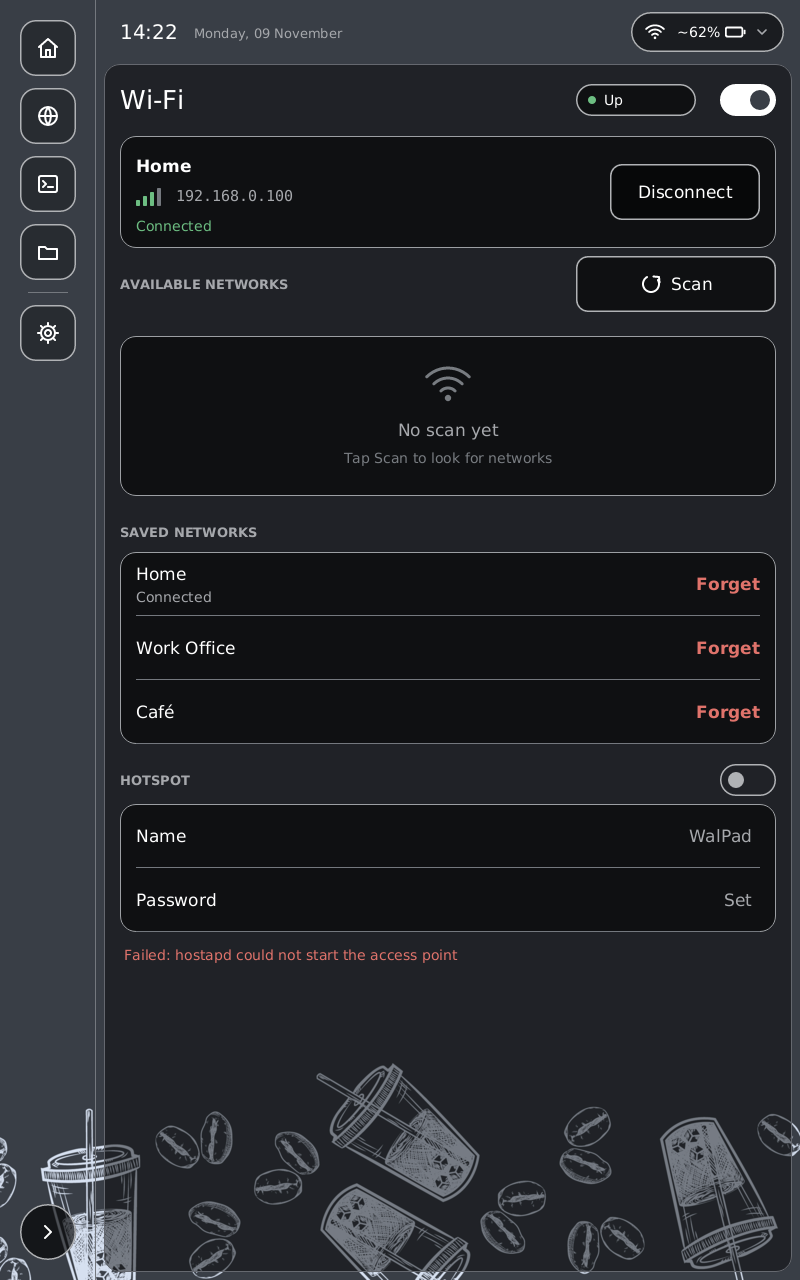 14:22 Monday, 09 November ~62%
Wi-Fi Up
Home
192.168.0.100 Disconnect
Connected
AVAILABLE NETWORKS Scan
No scan yet
Tap Scan to look for networks
SAVED NETWORKS
Home
Connected Forget
Work Office Forget
Café Forget
HOTSPOT
Name WalPad
Password Set
Failed: hostapd could not start the access point